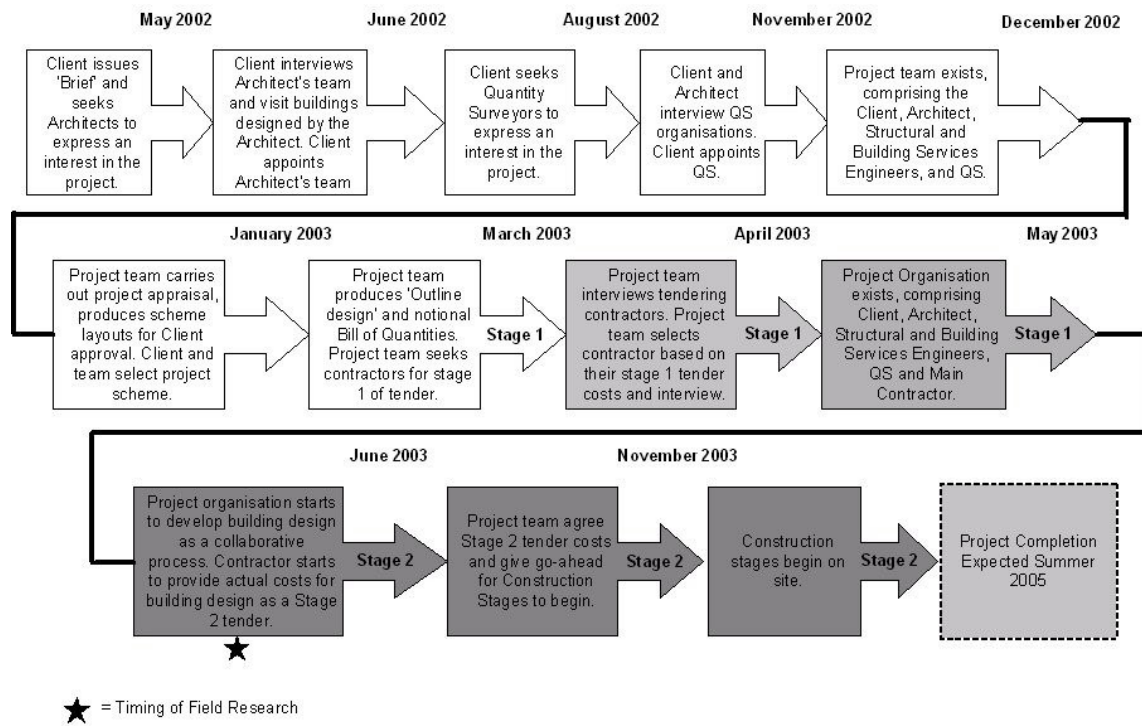 May 2002
June 2002
August 2002
November 2002
December 2002
Client issues
'Brief' and
seeks
Architects to
express an
interest in the
project.
Client interviews
Architect's team
and visit buildings
designed by the
Architect. Client
appoints
Architect's team
Client seeks
Quantity
Surveyors to
express an
interest in the
project.
Client and
Architect
interview QS
organisations.
Client appoints
QS.
Project team exists,
comprising the
Client, Architect,
Structural and
Building Services
Engineers, and QS.
January 2003
March 2003
April 2003
May 2003
Project team carries
out project appraisal,
produces scheme
layouts for Client
approval. Client and
team select project
scheme.
Project team
produces 'Outline
design' and notional
Bill of Quantities.
Project team seeks
contractors for stage
1 of tender.
Stage 1
Project team
interviews tendering
contractors. Project
team selects
contractor based on
their stage 1 tender
costs and interview.
Stage 1
Project Organisation
exists, comprising
Client, Architect,
Structural and Building
Services Engineers,
QS and Main
Contractor.
Stage 1
June 2003
November 2003
Project organisation starts
to develop building design
as a collaborative
process. Contractor starts
to provide actual costs for
building design as a Stage
2 tender.
Stage 2
Project team agree
Stage 2 tender costs
and give go-ahead
for Construction
Stages to begin.
Stage 2
Construction
stages begin on
site.
Stage 2
Project Completion
Expected Summer
2005
= Timing of Field Research